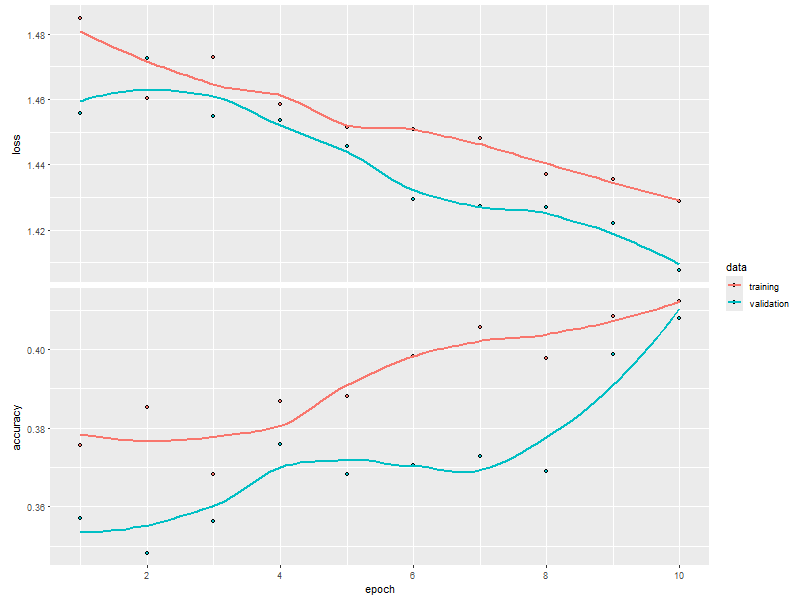 1.48
1.46
1.44
1.42
loss
0.40
0.38
0.36
accuracy
2 4 6 8 10
epoch
data
training
validation